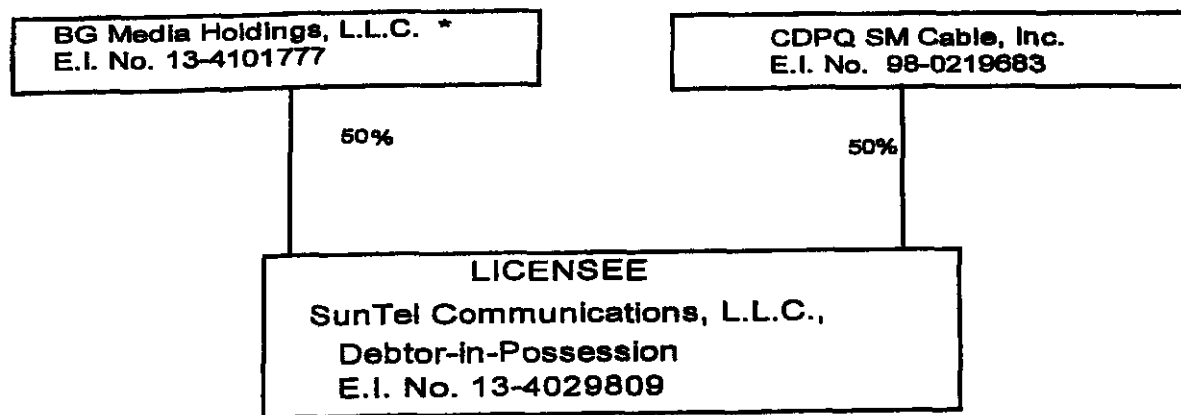 BG Media Holdings, L.L.C. *
E.I. No. 13-4101777
CDPQ SM Cable, Inc.
E.I. No. 98-0219683
50%
50%
LICENSEE
SunTel Communications, L.L.C.,
Debtor-in-Possession
E.I. No. 13-4029809